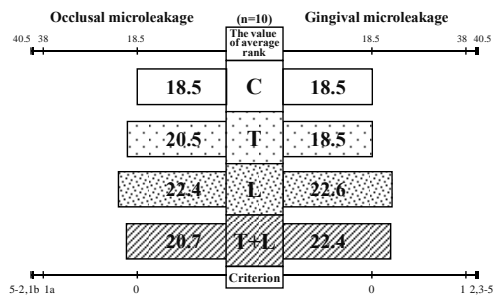 Occlusal microleakage (n=10) Gingival microleakage
The value
of average
rank
40.5 38 18.5 18.5 38 40.5
18.5 C 18.5
20.5 T 18.5
22.4 L 22.6
20.7 T+L 22.4
Criterion
5-2,1b 1a 0 0 1 2,3-5